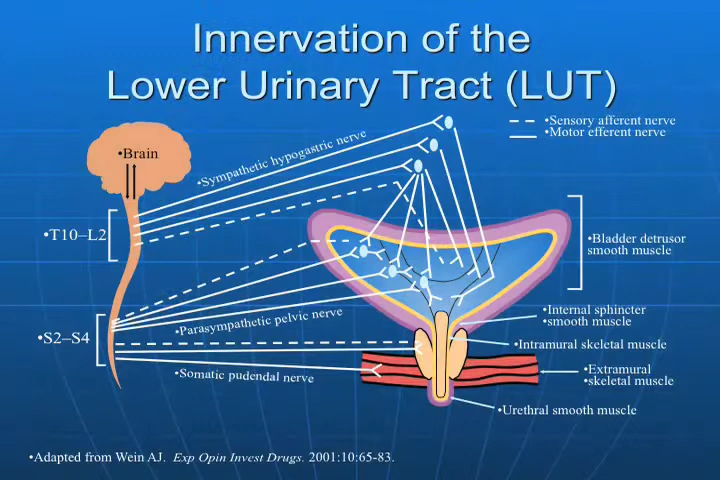 Innervation of the
Lower Urinary Tract (LUT)
•Sensory afferent nerve
•Motor efferent nerve
•Brain
•Sympathetic hypogastric nerve
•T10–L2
•Bladder detrusor
smooth muscle
•Internal sphincter
•smooth muscle
•Parasympathetic pelvic nerve
•S2–S4
•Intramural skeletal muscle
•Extramural
•skeletal muscle
•Somatic pudendal nerve
•Urethral smooth muscle
•Adapted from Wein AJ. Exp Opin Invest Drugs. 2001:10:65-83.